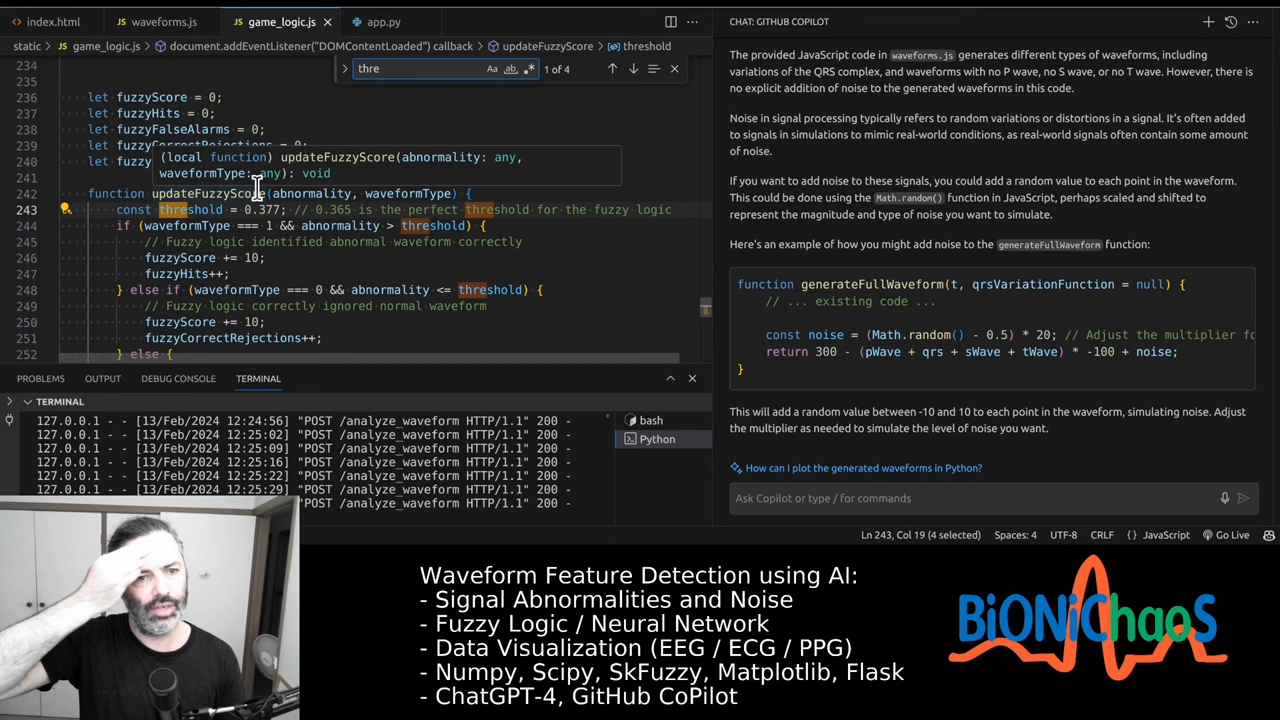 index.html
waveforms.js
game_logic.js
app.py
static > game_logic.js > document.addEventListener("DOMContentLoaded") callback > updateFuzzyScore > threshold
thre
Aa ab
1 of 4
234
235
236 let fuzzyScore = 0;
237 let fuzzyHits = 0;
238 let fuzzyFalseAlarms = 0;
239 let fuzzyCorrectRejections = 0;
240 let fuzzy
(local function) updateFuzzyScore(abnormality: any,
waveformType: any): void
241
242 function updateFuzzyScore(abnormality, waveformType) {
243 const threshold = 0.377; // 0.365 is the perfect threshold for the fuzzy logic
244 if (waveformType === 1 && abnormality > threshold) {
245 // Fuzzy logic identified abnormal waveform correctly
246 fuzzyScore += 10;
247 fuzzyHits++;
248 } else if (waveformType === 0 && abnormality <= threshold) {
249 // Fuzzy logic correctly ignored normal waveform
250 fuzzyScore += 10;
251 fuzzyCorrectRejections++;
252 } else {
PROBLEMS OUTPUT DEBUG CONSOLE TERMINAL
TERMINAL
127.0.0.1 - - [13/Feb/2024 12:24:56] "POST /analyze_waveform HTTP/1.1" 200 -
127.0.0.1 - - [13/Feb/2024 12:25:02] "POST /analyze_waveform HTTP/1.1" 200 -
127.0.0.1 - - [13/Feb/2024 12:25:09] "POST /analyze_waveform HTTP/1.1" 200 -
127.0.0.1 - - [13/Feb/2024 12:25:16] "POST /analyze_waveform HTTP/1.1" 200 -
127.0.0.1 - - [13/Feb/2024 12:25:29] "POST /analyze_waveform HTTP/1.1" 200 -
"POST /analyze_waveform HTTP/1.1" 200 -
bash
Python
CHAT: GITHUB COPILOT
The provided JavaScript code in waveforms.js generates different types of waveforms, including
variations of the QRS complex, and waveforms with no P wave, no S wave, or no T wave. However, there is
no explicit addition of noise to the generated waveforms in this code.
Noise in signal processing typically refers to random variations or distortions in a signal. It's often added
to signals in simulations to mimic real-world conditions, as real-world signals often contain some amount
of noise.
If you want to add noise to these signals, you could add a random value to each point in the waveform.
This could be done using the Math.random() function in JavaScript, perhaps scaled and shifted to
represent the magnitude and type of noise you want to simulate.
Here's an example of how you might add noise to the generateFullWaveform function:
function generateFullWaveform(t, qrsVariationFunction = null) {
// ... existing code ...
const noise = (Math.random() - 0.5) * 20; // Adjust the multiplier fo
return 300 - (pWave + qrs + sWave + tWave) * -100 + noise;
}
This will add a random value between -10 and 10 to each point in the waveform, simulating noise. Adjust
the multiplier as needed to simulate the level of noise you want.
How can I plot the generated waveforms in Python?
Ask Copilot or type / for commands
Ln 243, Col 19 (4 selected) Spaces: 4 UTF-8 CRLF {} JavaScript Go Live
Waveform Feature Detection using AI:
- Signal Abnormalities and Noise
- Fuzzy Logic / Neural Network
- Data Visualization (EEG / ECG / PPG)
- Numpy, Scipy, SkFuzzy, Matplotlib, Flask
- ChatGPT-4, GitHub CoPilot
BiONiChaoS